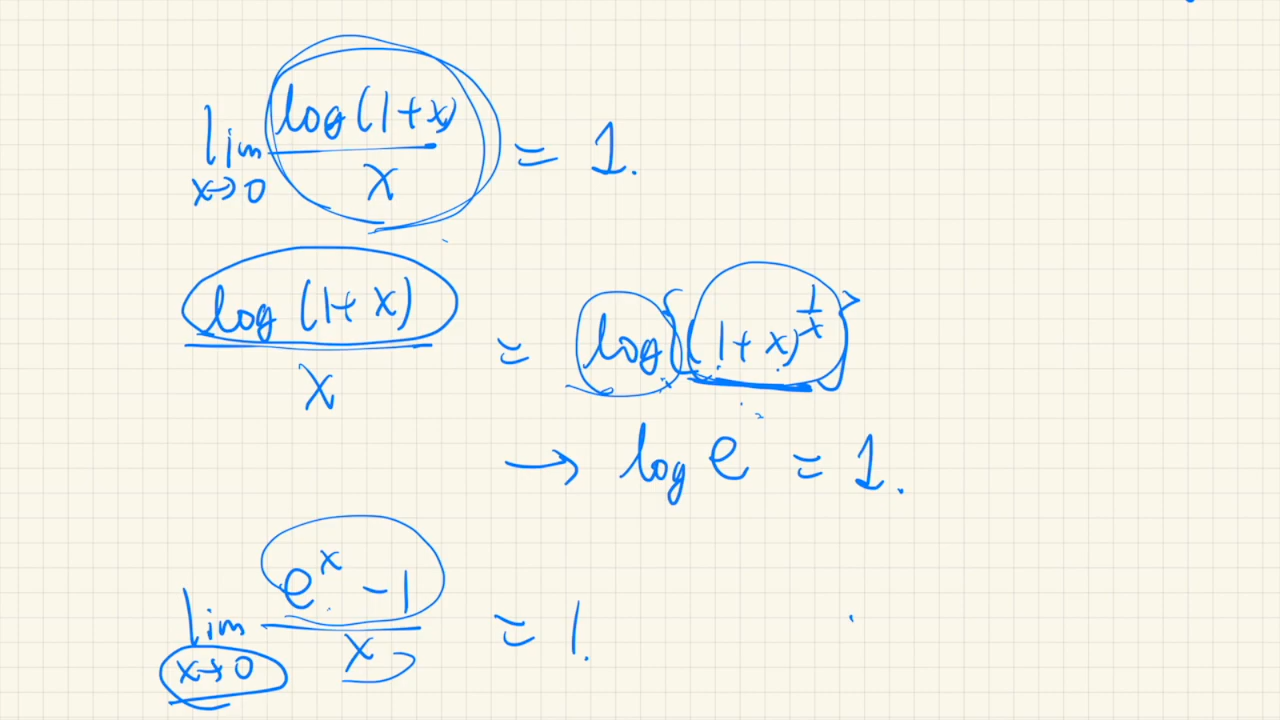 lim x→0 log(1+x)/x = 1.
log(1+x)/x = log{(1+x)^{1/x}}
→ log e = 1.
lim x→0 (e^x - 1)/x = 1.